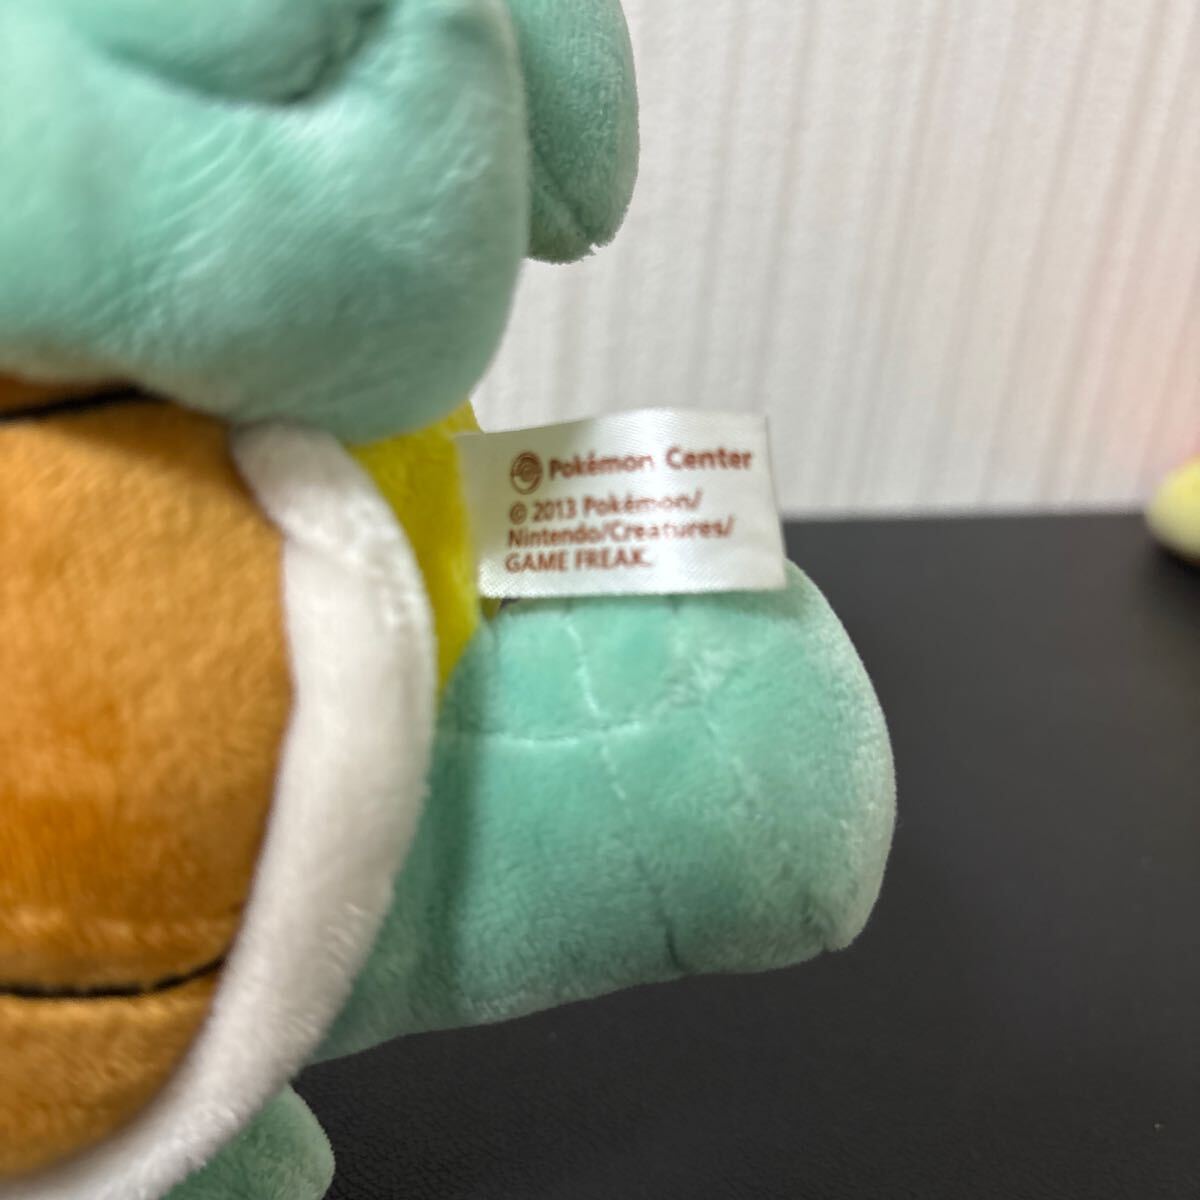 Pokémon Center
© 2013 Pokémon/
Nintendo/Creatures/
GAME FREAK.